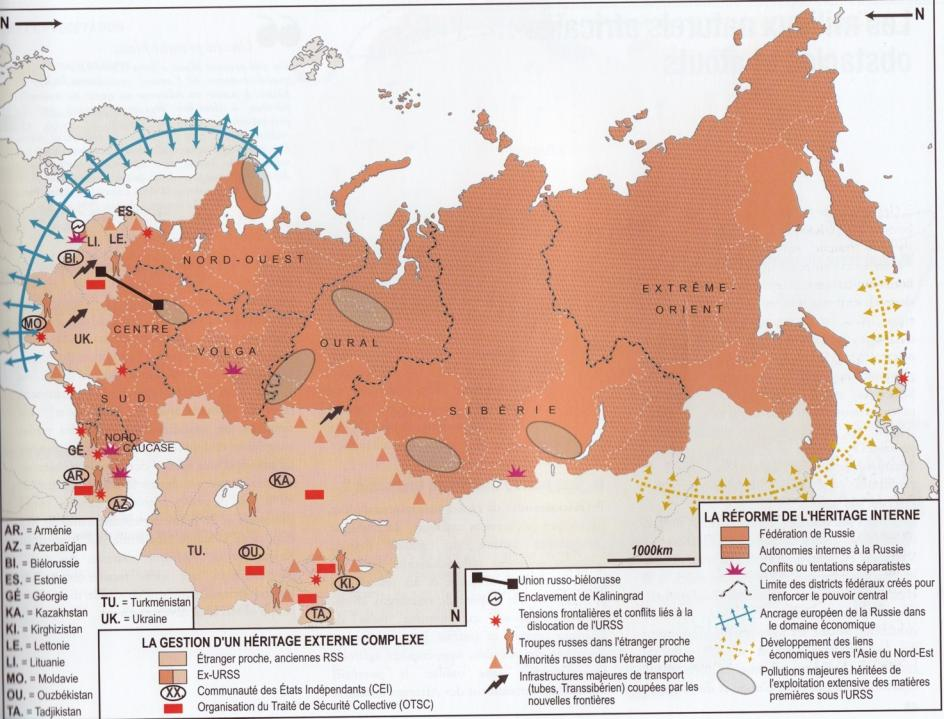 N
N
ES.
LI. LE.
BI.
NORD-OUEST
MO
UK.
CENTRE
VOLGA
OURAL
EXTRÊME-
ORIENT
SUD
SIBÉRIE
NORD-
CAUCASE
GÉ.
AR
AZ
KA
TU.
OU
KI
TA
1000km
N
AR. = Arménie
AZ. = Azerbaïdjan
BI. = Biélorussie
ES. = Estonie
GÉ = Géorgie
KA. = Kazakhstan
KI. = Kirghizistan
LE. = Lettonie
LI. = Lituanie
MO. = Moldavie
OU. = Ouzbékistan
TA. = Tadjikistan
TU. = Turkménistan
UK. = Ukraine
LA GESTION D'UN HÉRITAGE EXTERNE COMPLEXE
Étranger proche, anciennes RSS
Ex-URSS
XX Communauté des États Indépendants (CEI)
Organisation du Traité de Sécurité Collective (OTSC)
Union russo-biélorusse
Enclavement de Kaliningrad
Tensions frontalières et conflits liés à la
dislocation de l'URSS
Troupes russes dans l'étranger proche
Minorités russes dans l'étranger proche
Infrastructures majeures de transport
(tubes, Transsibérien) coupées par les
nouvelles frontières
LA RÉFORME DE L'HÉRITAGE INTERNE
Fédération de Russie
Autonomies internes à la Russie
Conflits ou tentations séparatistes
Limite des districts fédéraux créés pour
renforcer le pouvoir central
Ancrage européen de la Russie dans
le domaine économique
Développement des liens
économiques vers l'Asie du Nord-Est
Pollutions majeures héritées de
l'exploitation extensive des matières
premières sous l'URSS